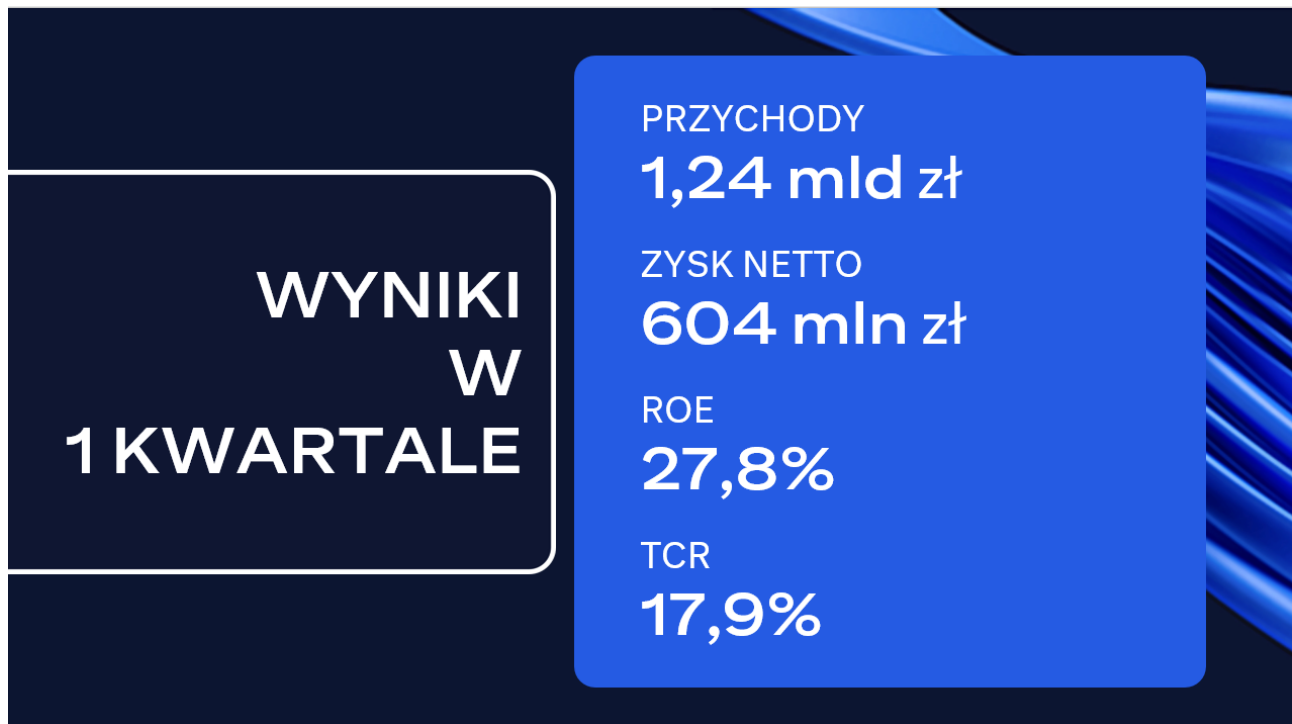 WYNIKI
W
1 KWARTALE
PRZYCHODY
1,24 mld zł
ZYSK NETTO
604 mln zł
ROE
27,8%
TCR
17,9%